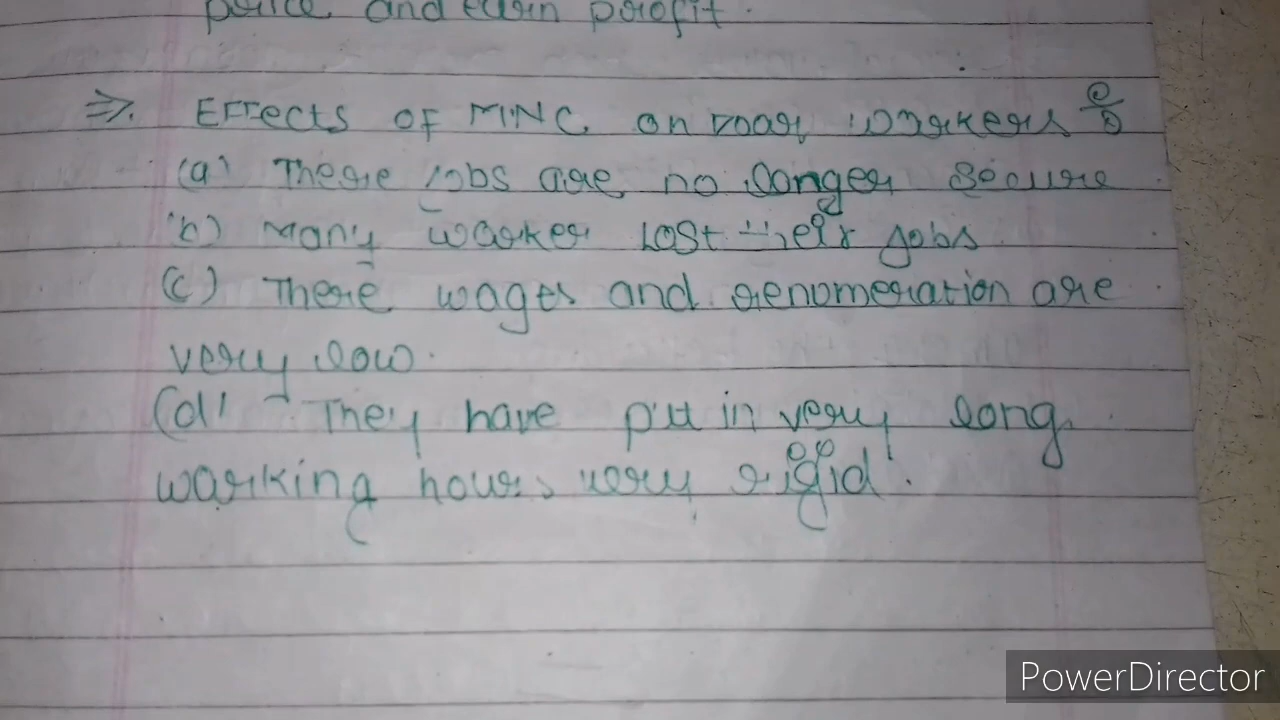 price and earn profit.
⇒ Effects of MNC on poor workers :-
(a) There jobs are no longer secure
(b) Many worker lost their jobs
(c) There wages and renumeration are
very low.
(d) They have put in very long
working hours very rigid.
PowerDirector